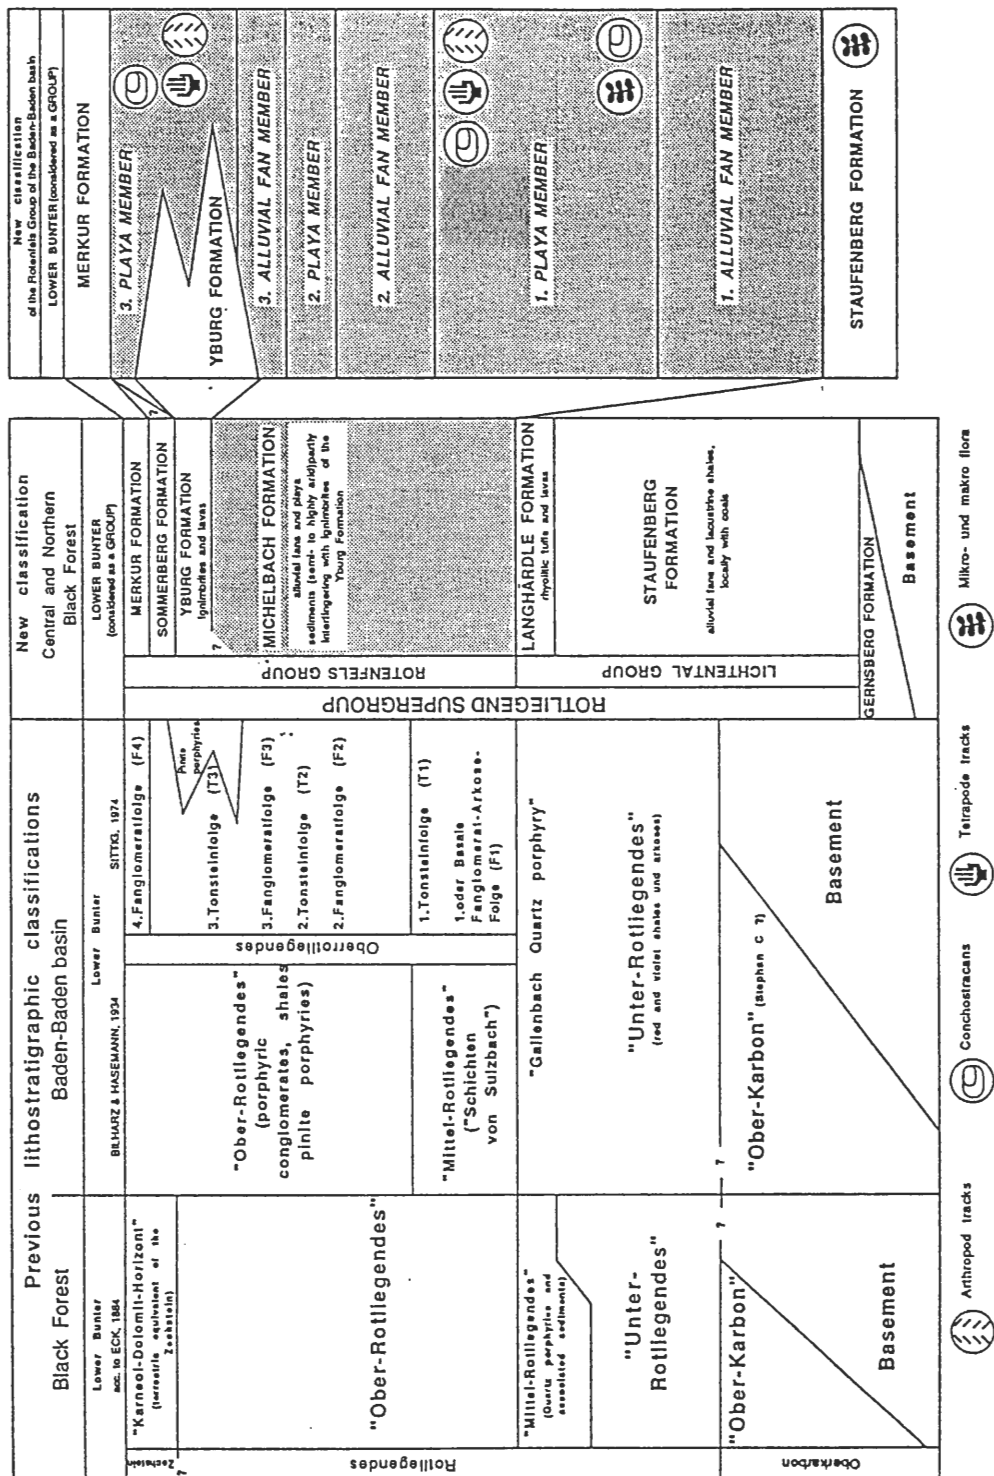 Previous lithostratigraphic classifications
Black Forest
Baden-Baden basin
Lower Bunter
acc. to ECK, 1884
Lower Bunter
BILHARZ & HASEMANN, 1934
SITTIG, 1974
Zechstein
?
Rotliegendes
Oberkarbon
"Karneol-Dolomit-Horizont"
(terrestric equivalent of the
Zechstein)
"Ober-Rotliegendes"
"Mittel-Rotliegendes"
(Quartz porphyries and
associated sediments)
"Unter-
Rotliegendes"
?
"Ober-Karbon"
Basement
"Ober-Rotliegendes"
(porphyric
conglomerates, shales
pinite porphyries)
"Mittel-Rotliegendes"
("Schichten
von Sulzbach")
Oberrotliegendes
4.Fanglomeratfolge (F4)
Pinite
porphyries
3.Tonsteinfolge (T3)
3.Fanglomeratfolge (F3)
2.Tonsteinfolge (T2)
2.Fanglomeratfolge (F2)
1.Tonsteinfolge (T1)
1.oder Basale
Fanglomerat-Arkose-
Folge (F1)
"Gallenbach Quartz porphyry"
"Unter-Rotliegendes"
(red and violet shales und arkoses)
?
"Ober-Karbon" (Stephan C ?)
Basement
New classification
Central and Northern
Black Forest
LOWER BUNTER
(considered as a GROUP)
ROTLIEGEND SUPERGROUP
ROTENFELS GROUP
LICHTENTAL GROUP
MERKUR FORMATION
SOMMERBERG FORMATION
?
YBURG FORMATION
Ignimbrites and lavas
?
MICHELBACH FORMATION
alluvial fans and playa
sediments (semi- to highly arid)partly
interfingering with ignimbrites of the
Yburg Formation
LANGHÄRDLE FORMATION
rhyolitic tuffs and lavas
STAUFENBERG
FORMATION
alluvial fans and lacustrine shales,
locally with coals
GERNSBERG FORMATION
Basement
New classification
of the Rotenfels Group of the Baden-Baden basin
LOWER BUNTER (considered as a GROUP)
MERKUR FORMATION
3. PLAYA MEMBER
YBURG FORMATION
3. ALLUVIAL FAN MEMBER
2. PLAYA MEMBER
2. ALLUVIAL FAN MEMBER
1. PLAYA MEMBER
1. ALLUVIAL FAN MEMBER
STAUFENBERG FORMATION
Arthropod tracks
Conchostracans
Tetrapode tracks
Mikro- und makro flora